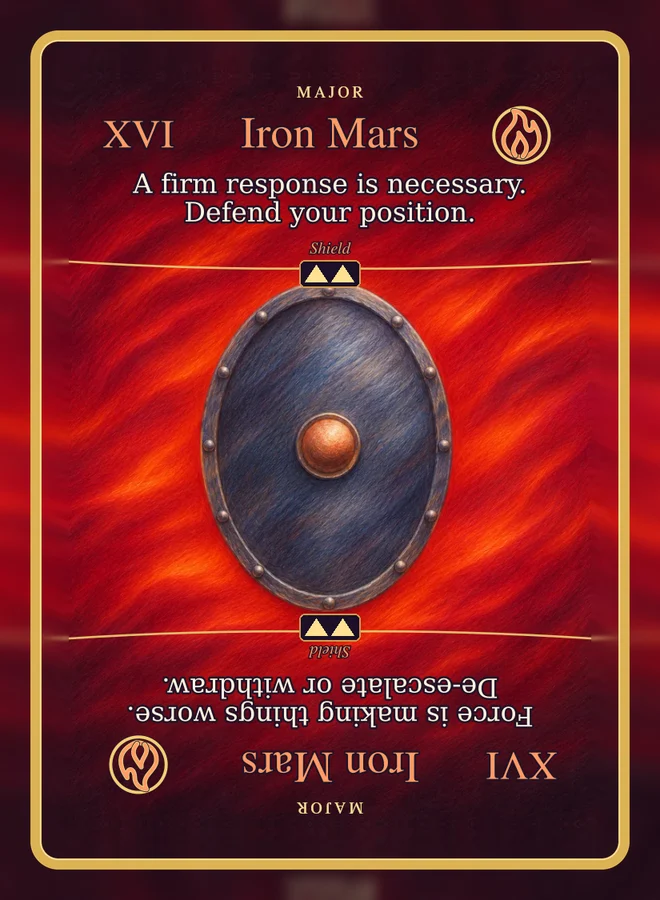 MAJOR
XVI Iron Mars
A firm response is necessary.
Defend your position.
Shield
Shield
De-escalate or withdraw.
Force is making things worse.
XVI Iron Mars
MAJOR